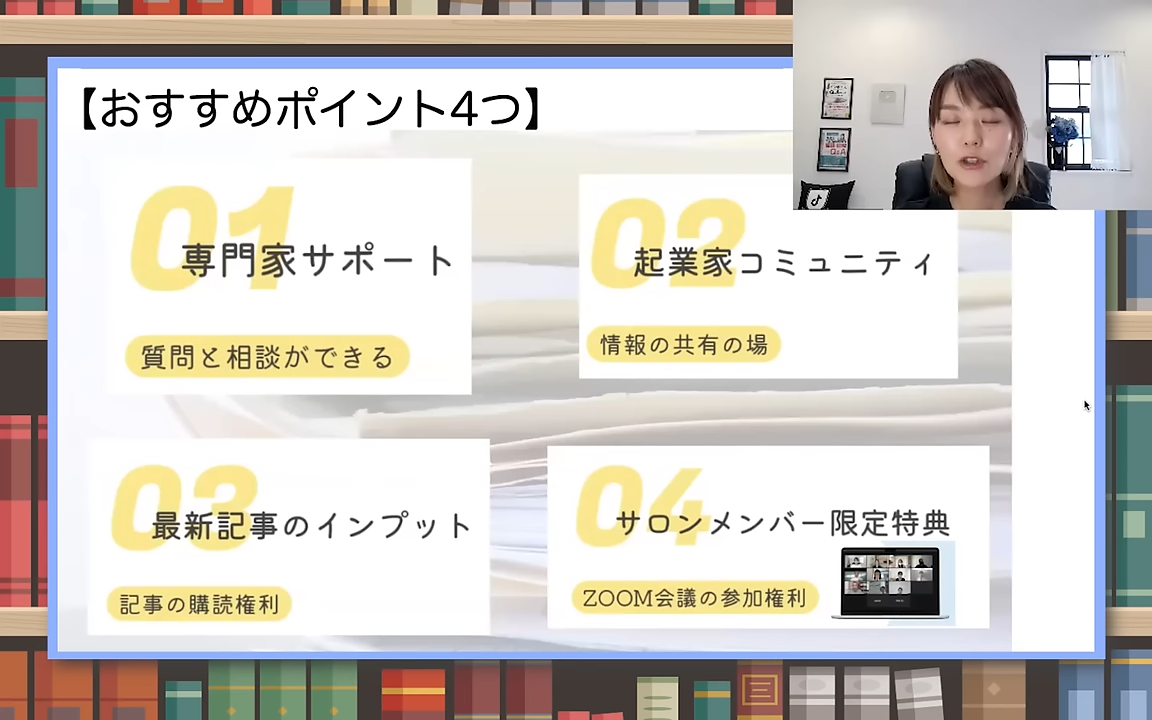 【おすすめポイント4つ】
01
専門家サポート
質問と相談ができる
02
起業家コミュニティ
情報の共有の場
03
最新記事のインプット
記事の購読権利
04
サロンメンバー限定特典
ZOOM会議の参加権利
Q&A